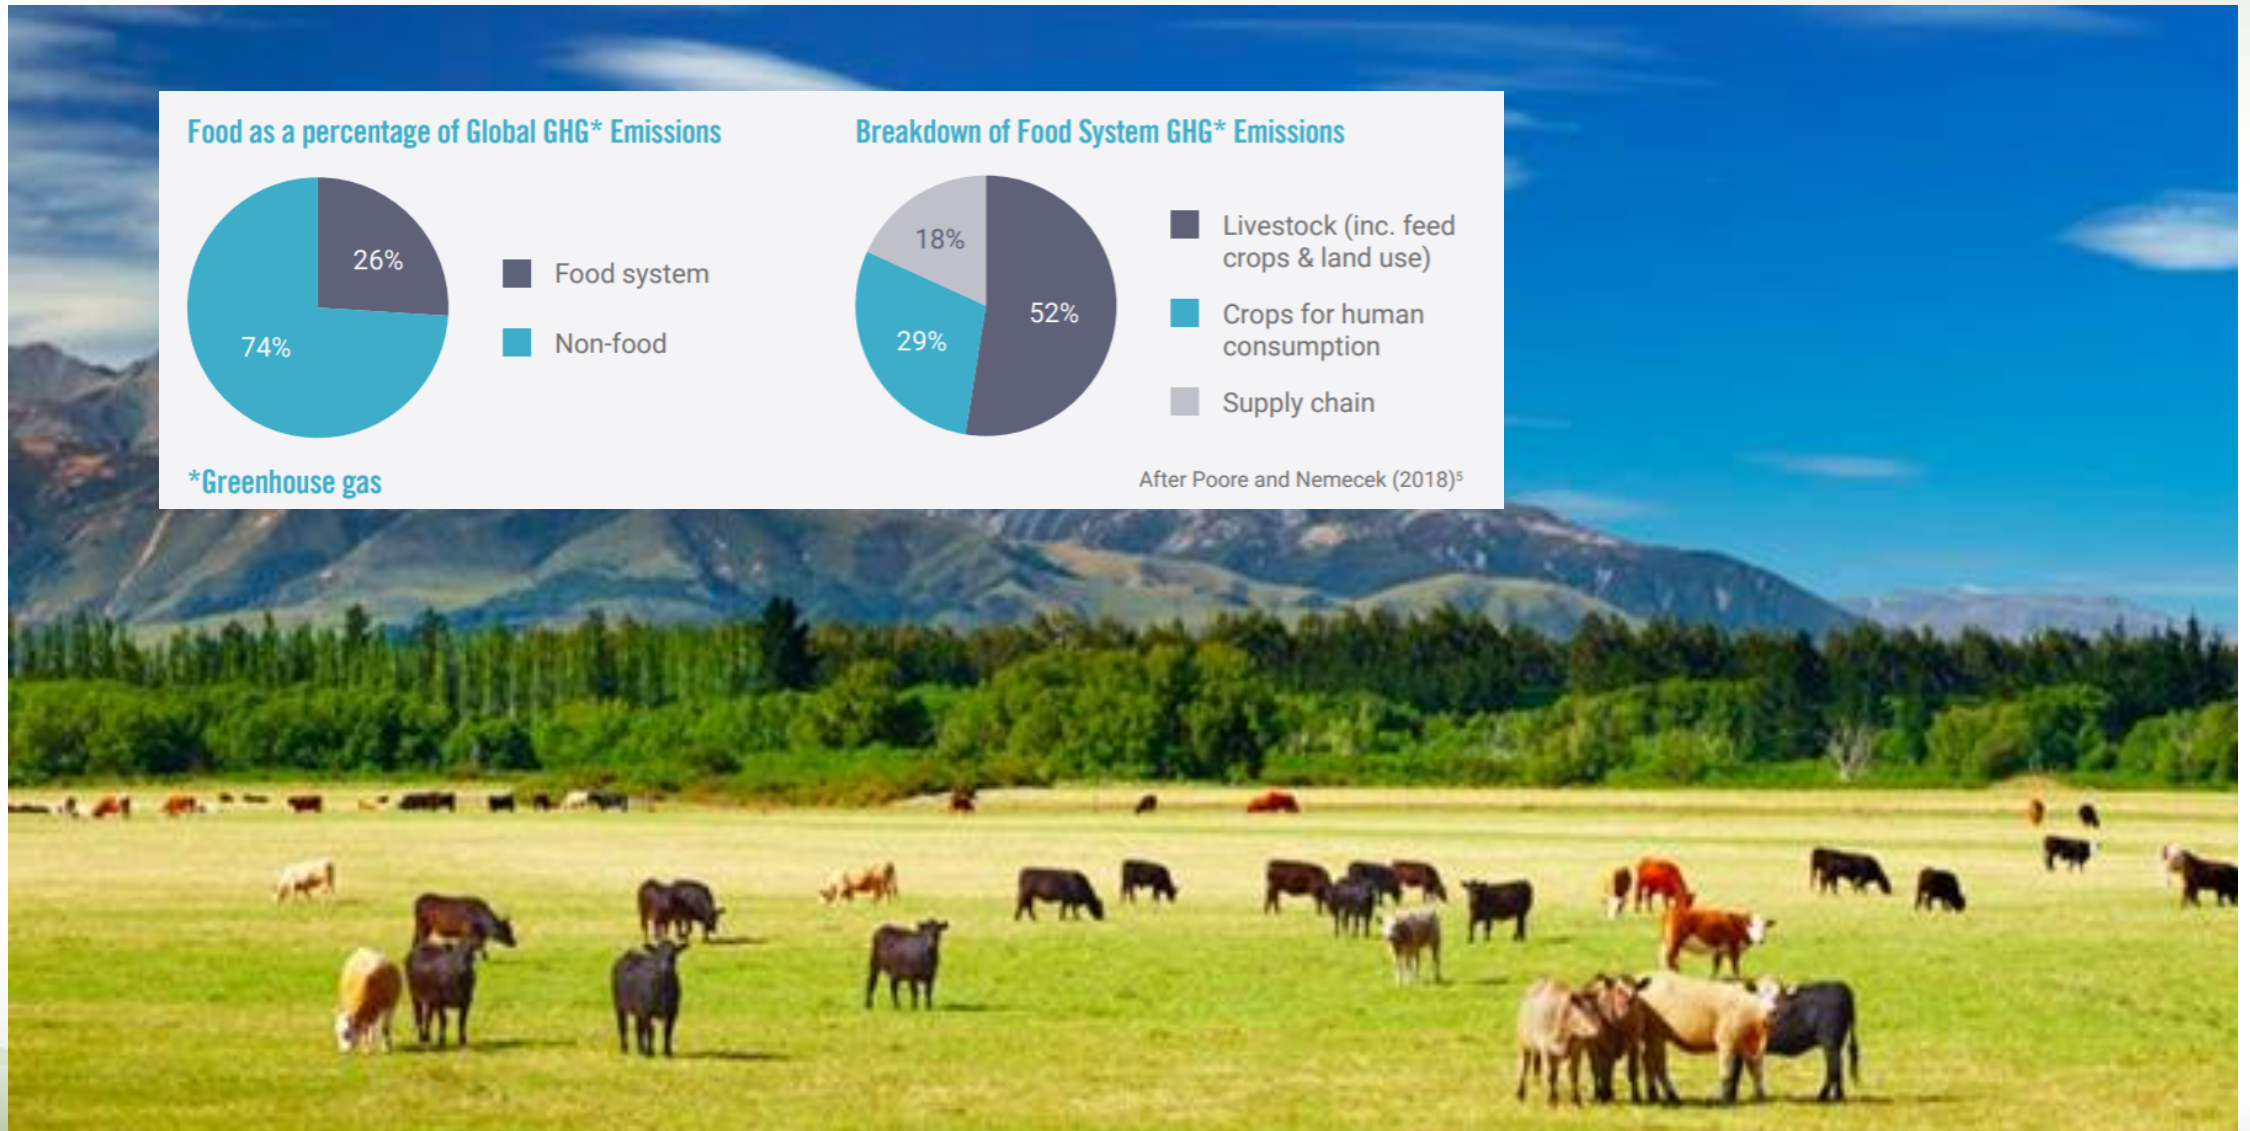 Food as a percentage of Global GHG* Emissions
26%
74%
Food system
Non-food
*Greenhouse gas
Breakdown of Food System GHG* Emissions
18%
52%
29%
Livestock (inc. feed
crops & land use)
Crops for human
consumption
Supply chain
After Poore and Nemecek (2018)⁵